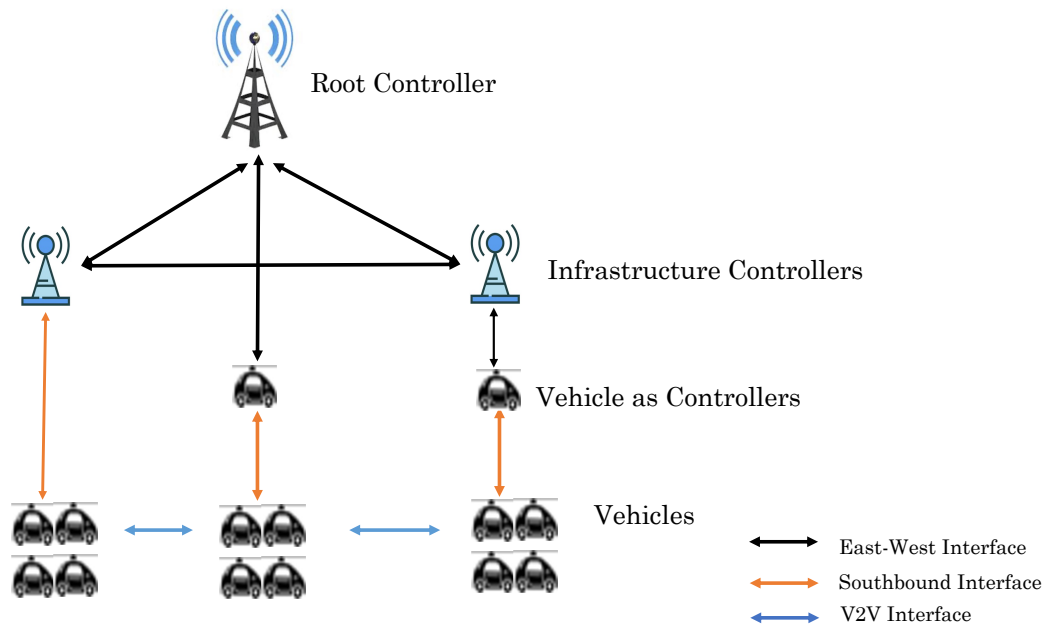 Root Controller
Infrastructure Controllers
Vehicle as Controllers
Vehicles
East-West Interface
Southbound Interface
V2V Interface